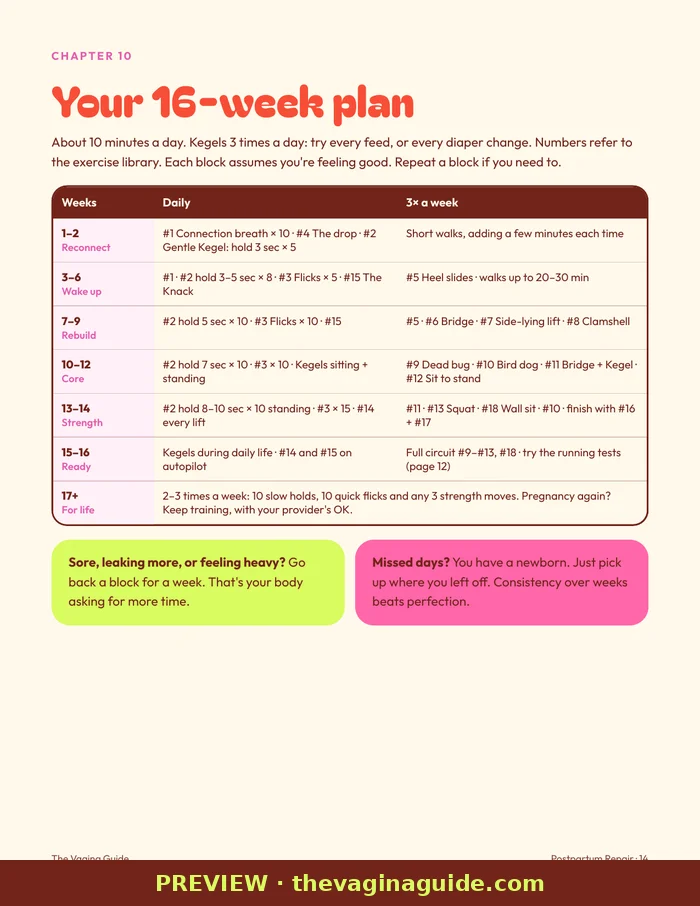 CHAPTER 10
Your 16-week plan
About 10 minutes a day. Kegels 3 times a day: try every feed, or every diaper change. Numbers refer to
the exercise library. Each block assumes you're feeling good. Repeat a block if you need to.
Weeks Daily 3× a week
1–2
Reconnect
#1 Connection breath × 10 · #4 The drop · #2
Gentle Kegel: hold 3 sec × 5
Short walks, adding a few minutes each time
3–6
Wake up
#1 · #2 hold 3–5 sec × 8 · #3 Flicks × 5 · #15 The
Knack
#5 Heel slides · walks up to 20–30 min
7–9
Rebuild
#2 hold 5 sec × 10 · #3 Flicks × 10 · #15
#5 · #6 Bridge · #7 Side-lying lift · #8 Clamshell
10–12
Core
#2 hold 7 sec × 10 · #3 × 10 · Kegels sitting +
standing
#9 Dead bug · #10 Bird dog · #11 Bridge + Kegel ·
#12 Sit to stand
13–14
Strength
#2 hold 8–10 sec × 10 standing · #3 × 15 · #14
every lift
#11 · #13 Squat · #18 Wall sit · #10 · finish with #16
+ #17
15–16
Ready
Kegels during daily life · #14 and #15 on
autopilot
Full circuit #9–#13, #18 · try the running tests
(page 12)
17+
For life
2–3 times a week: 10 slow holds, 10 quick flicks and any 3 strength moves. Pregnancy again?
Keep training, with your provider's OK.
Sore, leaking more, or feeling heavy? Go
back a block for a week. That's your body
asking for more time.
Missed days? You have a newborn. Just pick
up where you left off. Consistency over weeks
beats perfection.
The Vagina Guide
Postpartum Repair · 14
PREVIEW · thevaginaguide.com